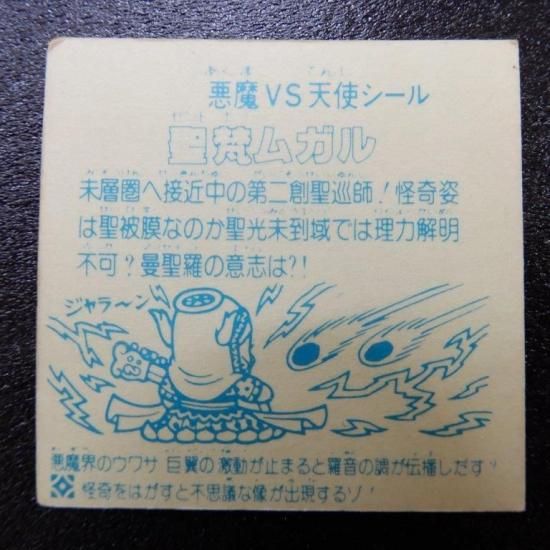 悪魔VS天使シール
聖梵ムガル
未層圏へ接近中の第二創聖巡師!怪奇姿
は聖被膜なのか聖光未到域では理力解明
不可?曼聖羅の意志は?!
ジャラ〜ン
悪魔界のウワサ 巨翼の激動が止まると羅音の調が伝播しだす?
怪奇をはがすと不思議な像が出現するゾ!